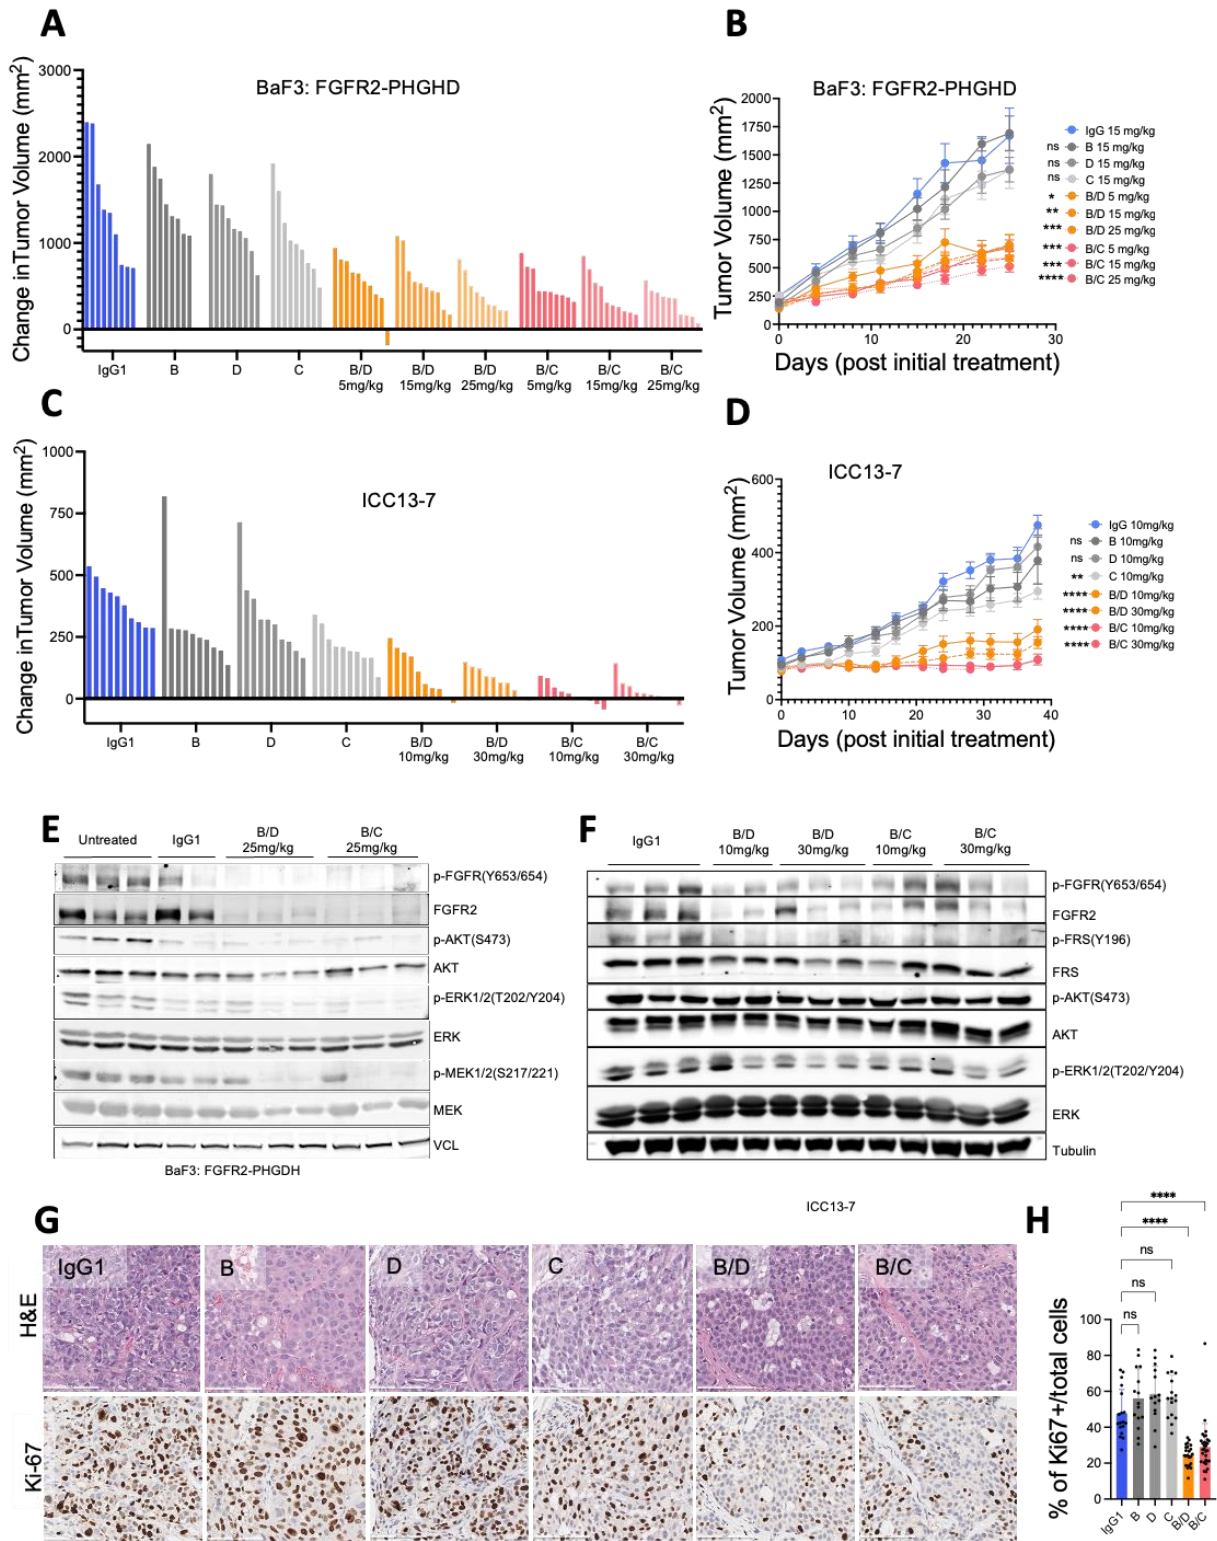 A
BaF3: FGFR2-PHGHD
Change inTumor Volume (mm2)
3000
2000
1000
0
IgG1
B
D
C
B/D
5mg/kg
B/D
15mg/kg
B/D
25mg/kg
B/C
5mg/kg
B/C
15mg/kg
B/C
25mg/kg
B
BaF3: FGFR2-PHGHD
Tumor Volume (mm2)
2000
1750
1500
1250
1000
750
500
250
0
0
10
20
30
Days (post initial treatment)
IgG 15 mg/kg
ns B 15 mg/kg
ns D 15 mg/kg
ns C 15 mg/kg
* B/D 5 mg/kg
** B/D 15 mg/kg
*** B/D 25 mg/kg
*** B/C 5 mg/kg
*** B/C 15 mg/kg
**** B/C 25 mg/kg
C
ICC13-7
Change inTumor Volume (mm2)
1000
750
500
250
0
IgG1
B
D
C
B/D
10mg/kg
B/D
30mg/kg
B/C
10mg/kg
B/C
30mg/kg
D
ICC13-7
Tumor Volume (mm2)
600
400
200
0
0
10
20
30
40
Days (post initial treatment)
IgG 10mg/kg
ns B 10mg/kg
ns D 10mg/kg
** C 10mg/kg
**** B/D 10mg/kg
**** B/D 30mg/kg
**** B/C 10mg/kg
**** B/C 30mg/kg
E
Untreated
IgG1
B/D
25mg/kg
B/C
25mg/kg
p-FGFR(Y653/654)
FGFR2
p-AKT(S473)
AKT
p-ERK1/2(T202/Y204)
ERK
p-MEK1/2(S217/221)
MEK
VCL
BaF3: FGFR2-PHGDH
F
IgG1
B/D
10mg/kg
B/D
30mg/kg
B/C
10mg/kg
B/C
30mg/kg
p-FGFR(Y653/654)
FGFR2
p-FRS(Y196)
FRS
p-AKT(S473)
AKT
p-ERK1/2(T202/Y204)
ERK
Tubulin
ICC13-7
G
H&E
IgG1
B
D
C
B/D
B/C
Ki-67
H
****
****
ns
ns
ns
% of Ki67+/total cells
100
80
60
40
20
0
IgG1
B
D
C
B/D
B/C